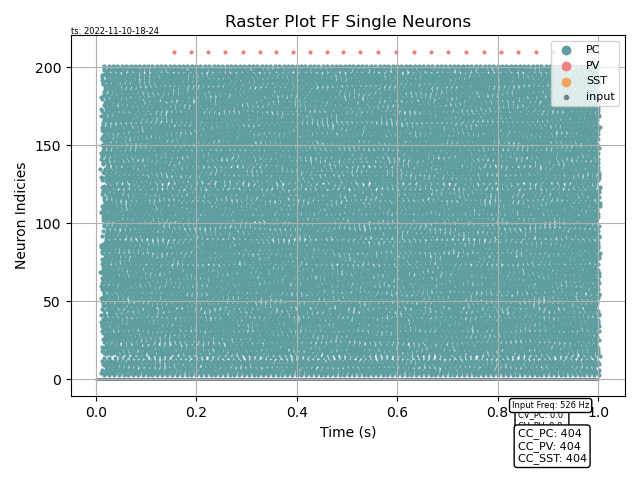 Raster Plot FF Single Neurons
ts: 2022-11-10-18-24
PC
PV
SST
input
Neuron Indicies
200
150
100
50
0
0.0 0.2 0.4 0.6 0.8 1.0
Time (s)
Input Freq: 526 Hz
CV_PC: 0.0
CC_PC: 404
CC_PV: 404
CC_SST: 404